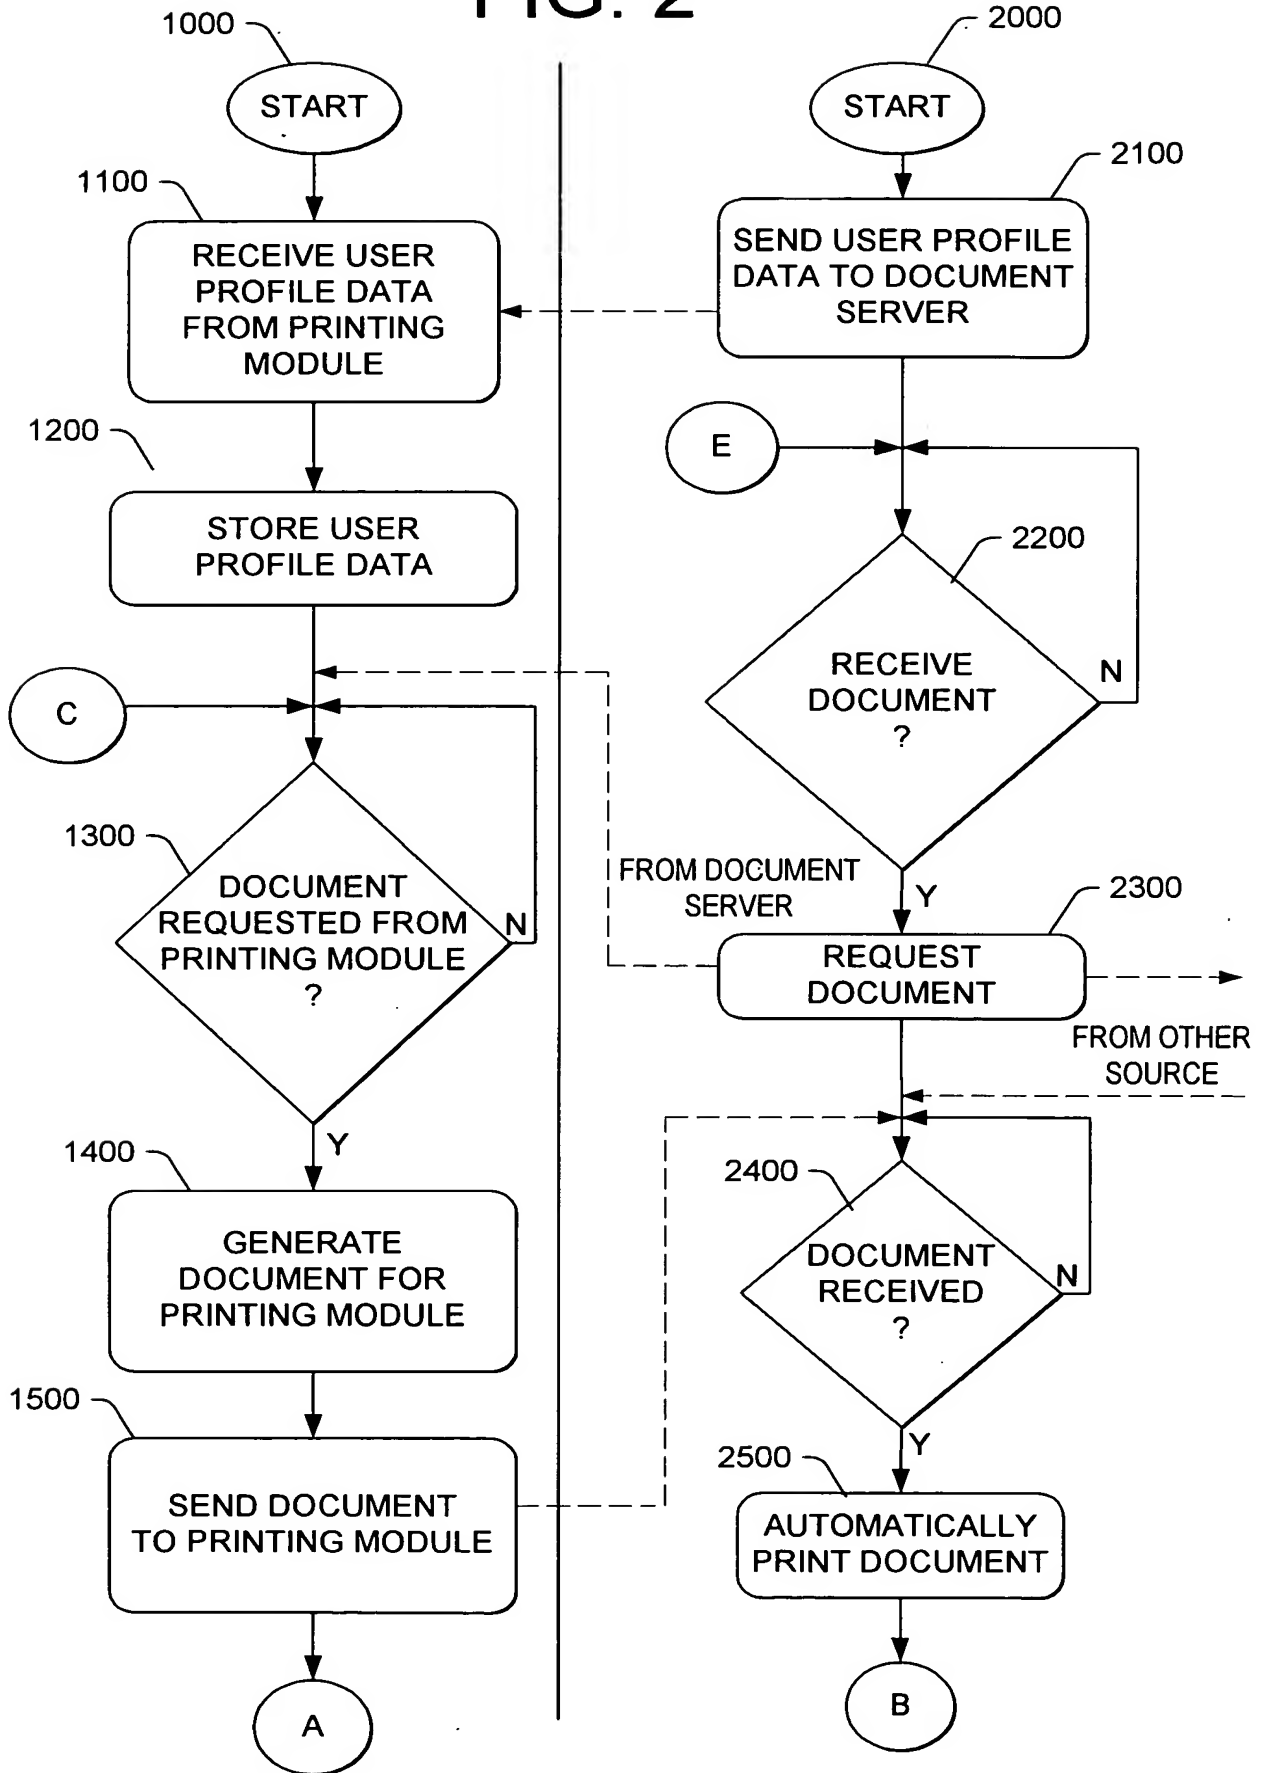 FIG. 2
1000
START
1100
RECEIVE USER
PROFILE DATA
FROM PRINTING
MODULE
1200
STORE USER
PROFILE DATA
C
1300
DOCUMENT
REQUESTED FROM
PRINTING MODULE
?
N
Y
1400
GENERATE
DOCUMENT FOR
PRINTING MODULE
1500
SEND DOCUMENT
TO PRINTING MODULE
A
2000
START
2100
SEND USER PROFILE
DATA TO DOCUMENT
SERVER
E
2200
RECEIVE
DOCUMENT
?
N
Y
FROM DOCUMENT
SERVER
2300
REQUEST
DOCUMENT
FROM OTHER
SOURCE
2400
DOCUMENT
RECEIVED
?
N
Y
2500
AUTOMATICALLY
PRINT DOCUMENT
B